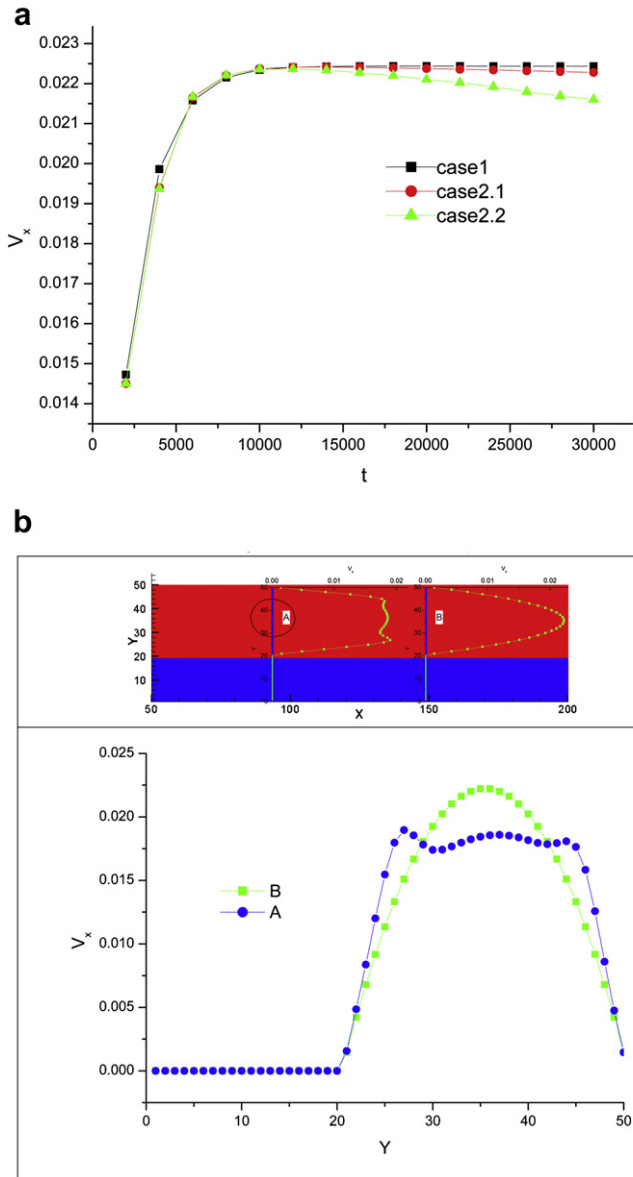 a
0.023
0.022
0.021
0.020
0.019
0.018
0.017
0.016
0.015
0.014
Vx
case1
case2.1
case2.2
0 5000 10000 15000 20000 25000 30000
t
b
Vx Vx
0.00 0.01 0.02 0.00 0.01 0.02
50
40
30
20
10
Y
A
B
50 100 150 200
X
0.025
0.020
0.015
0.010
0.005
0.000
Vx
B
A
0 10 20 30 40 50
Y